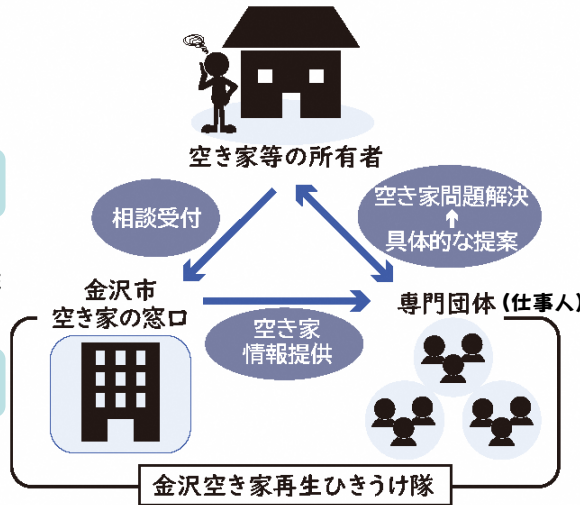 空き家等の所有者
相談受付
空き家問題解決
具体的な提案
金沢市
空き家の窓口
専門団体(仕事人)
空き家
情報提供
金沢空き家再生ひきうけ隊